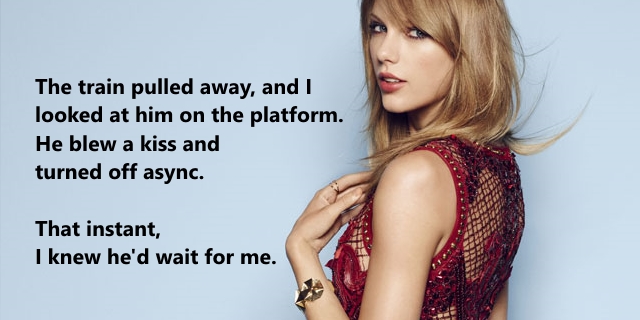 The train pulled away, and I
looked at him on the platform.
He blew a kiss and
turned off async.
That instant,
I knew he'd wait for me.